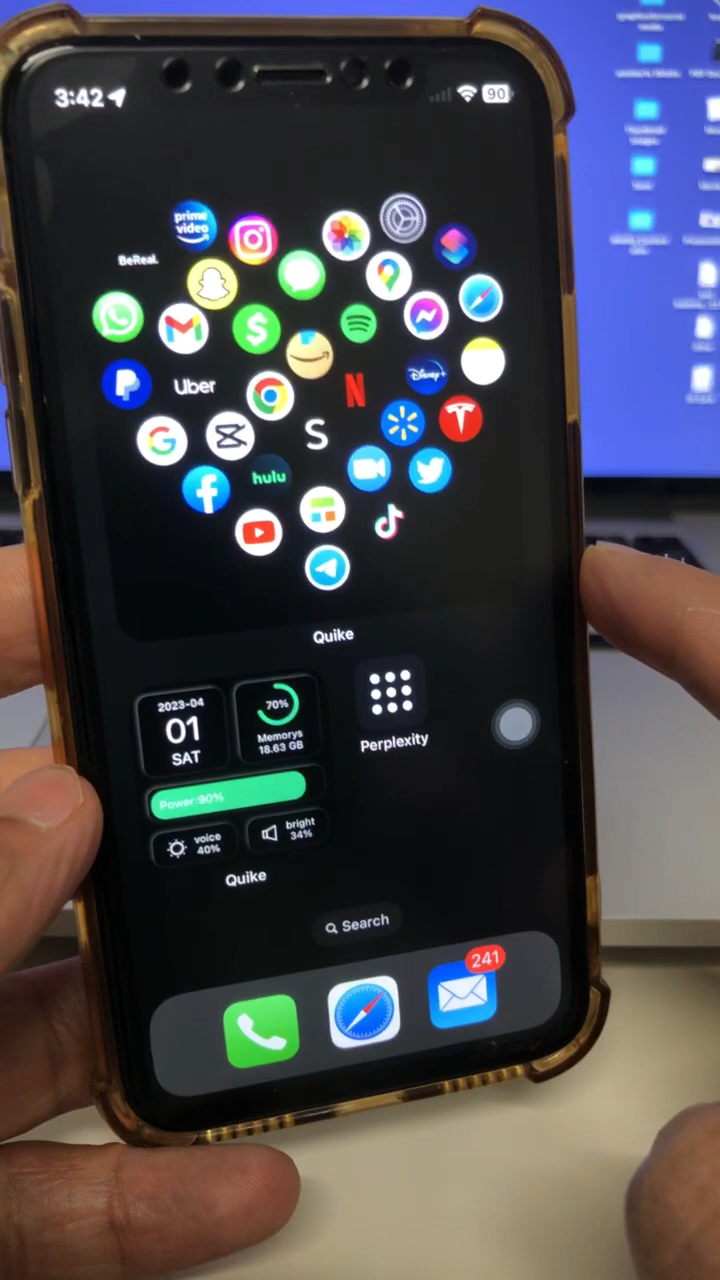 3:42
90
prime
video
BeReal.
Uber
Disney+
S
N
hulu
Quike
2023-04
01
SAT
70%
Memorys
18.63 GB
Power:90%
voice
40%
bright
34%
Quike
Perplexity
Search
241